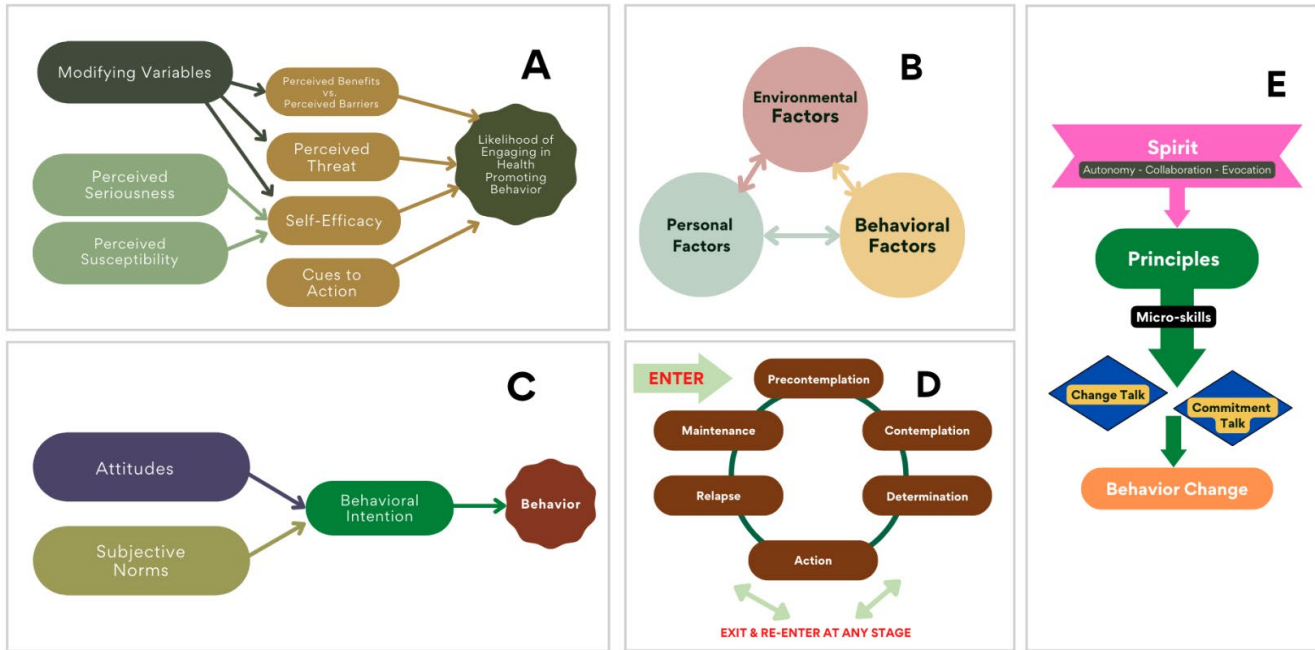 A
Modifying Variables
Perceived Benefits
vs.
Perceived Barriers
Perceived
Threat
Perceived
Seriousness
Self-Efficacy
Perceived
Susceptibility
Cues to
Action
Likelihood of
Engaging in
Health
Promoting
Behavior
B
Environmental
Factors
Personal
Factors
Behavioral
Factors
C
Attitudes
Subjective
Norms
Behavioral
Intention
Behavior
D
ENTER
Precontemplation
Maintenance
Contemplation
Relapse
Determination
Action
EXIT & RE-ENTER AT ANY STAGE
E
Spirit
Autonomy - Collaboration - Evocation
Principles
Micro-skills
Change Talk
Commitment
Talk
Behavior Change